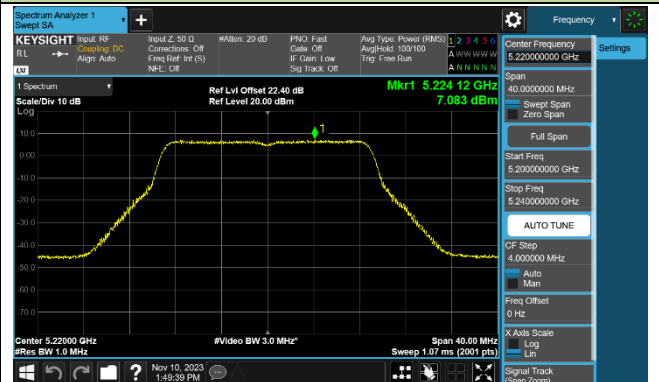 Spectrum Analyzer 1
Swept SA
Frequency
KEYSIGHT
RL
LXI
Input: RF
Coupling: DC
Align: Auto
Input Z: 50 Ω
Corrections: Off
Freq Ref: Int (S)
NFE: Off
#Atten: 20 dB
PNO: Fast
Gate: Off
IF Gain: Low
Sig Track: Off
Avg Type: Power (RMS)
Avg|Hold: 100/100
Trig: Free Run
1 2 3 4 5 6
A W W W W W
A N N N N N
1 Spectrum
Scale/Div 10 dB
Log
Ref Lvl Offset 22.40 dB
Ref Level 20.00 dBm
Mkr1 5.224 12 GHz
7.083 dBm
1
10.0
0.00
-10.0
-20.0
-30.0
-40.0
-50.0
-60.0
-70.0
Center 5.22000 GHz
#Res BW 1.0 MHz
#Video BW 3.0 MHz*
Span 40.00 MHz
Sweep 1.07 ms (2001 pts)
Nov 10, 2023
1:49:39 PM
Center Frequency
5.220000000 GHz
Settings
Span
40.0000000 MHz
Swept Span
Zero Span
Full Span
Start Freq
5.200000000 GHz
Stop Freq
5.240000000 GHz
AUTO TUNE
CF Step
4.000000 MHz
Auto
Man
Freq Offset
0 Hz
X Axis Scale
Log
Lin
Signal Track
(Span Zoom)